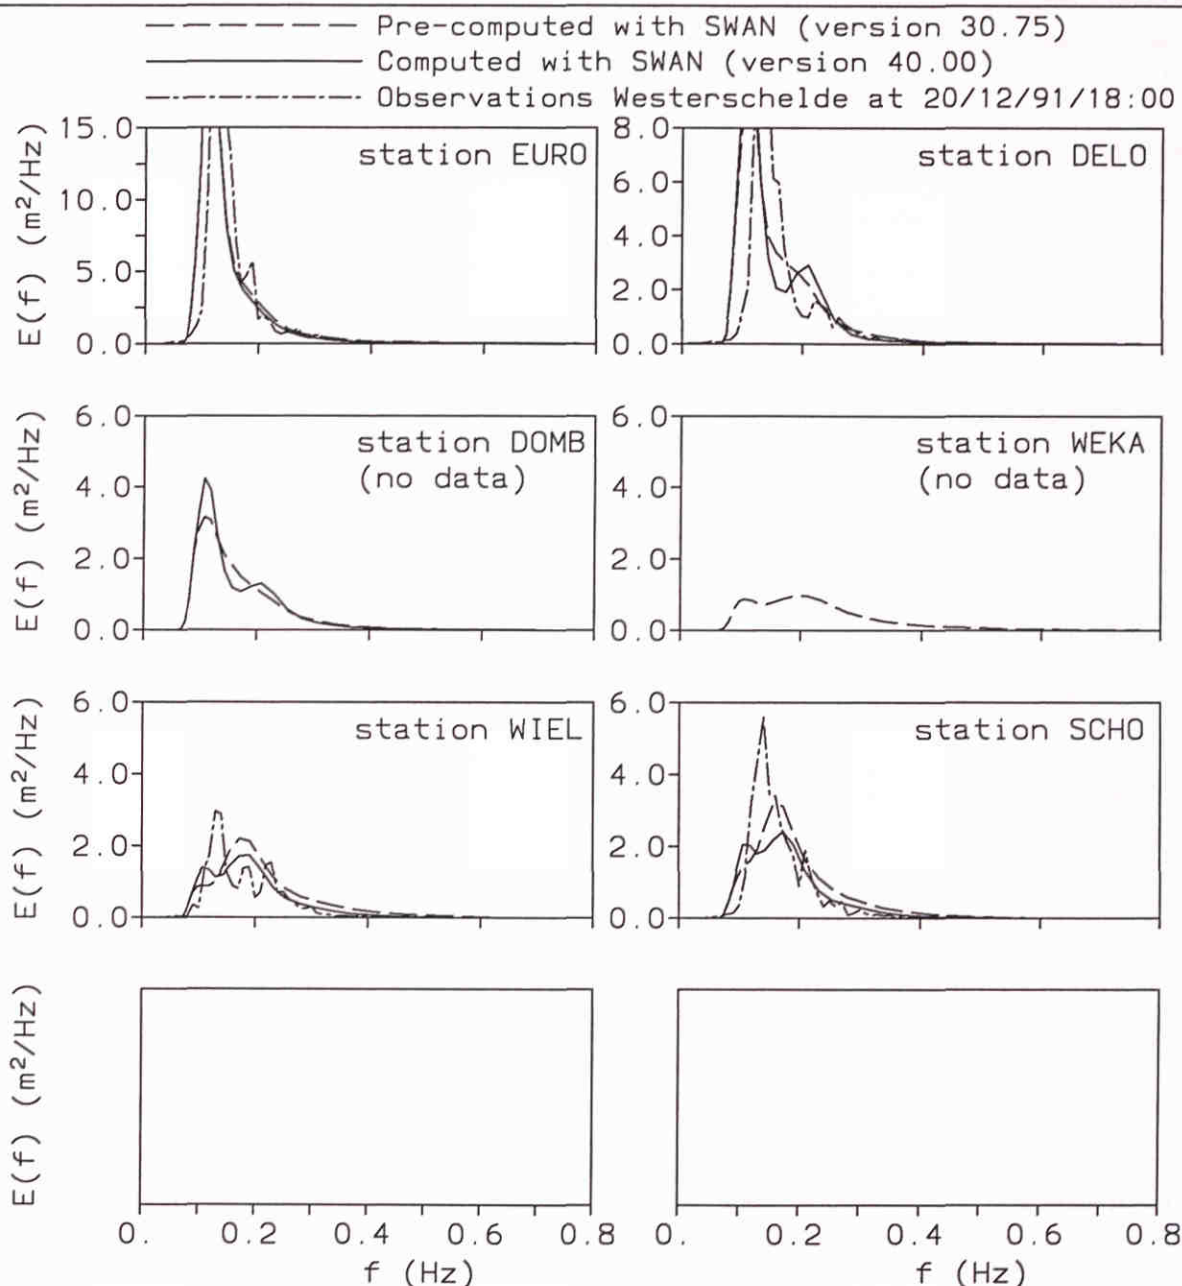 Pre-computed with SWAN (version 30.75)
Computed with SWAN (version 40.00)
Observations Westerschelde at 20/12/91/18:00
E(f) (m²/Hz)
15.0
10.0
5.0
0.0
station EURO
8.0
6.0
4.0
2.0
0.0
station DELO
E(f) (m²/Hz)
6.0
4.0
2.0
0.0
station DOMB
(no data)
6.0
4.0
2.0
0.0
station WEKA
(no data)
E(f) (m²/Hz)
6.0
4.0
2.0
0.0
station WIEL
6.0
4.0
2.0
0.0
station SCHO
E(f) (m²/Hz)
0. 0.2 0.4 0.6 0.8
f (Hz)
0. 0.2 0.4 0.6 0.8
f (Hz)